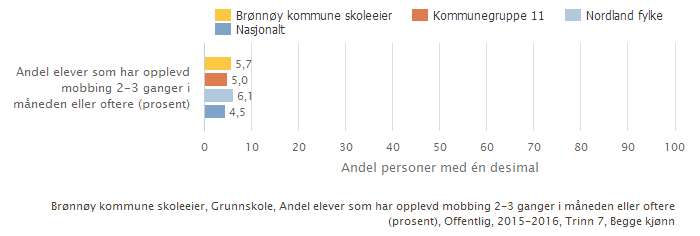 Brønnøy kommune skoleeier Kommunegruppe 11 Nordland fylke
Nasjonalt
Andel elever som har opplevd
mobbing 2-3 ganger i
måneden eller oftere (prosent)
5,7
5,0
6,1
4,5
0 10 20 30 40 50 60 70 80 90 100
Andel personer med én desimal
Brønnøy kommune skoleeier, Grunnskole, Andel elever som har opplevd mobbing 2-3 ganger i måneden eller oftere
(prosent), Offentlig, 2015-2016, Trinn 7, Begge kjønn